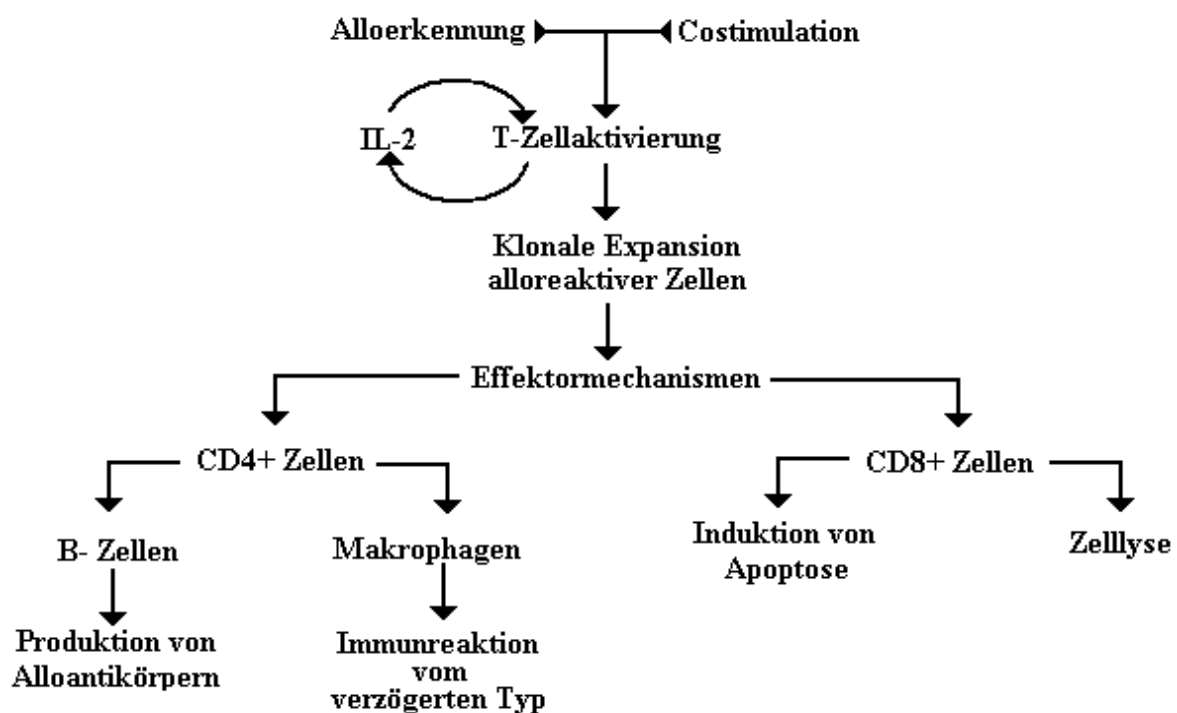 Alloerkennung
Costimulation
IL-2
T-Zellaktivierung
Klonale Expansion
alloreaktiver Zellen
Effektormechanismen
CD4+ Zellen
CD8+ Zellen
B- Zellen
Makrophagen
Induktion von
Apoptose
Zelllyse
Produktion von
Alloantikörpern
Immunreaktion
vom
verzögerten Typ